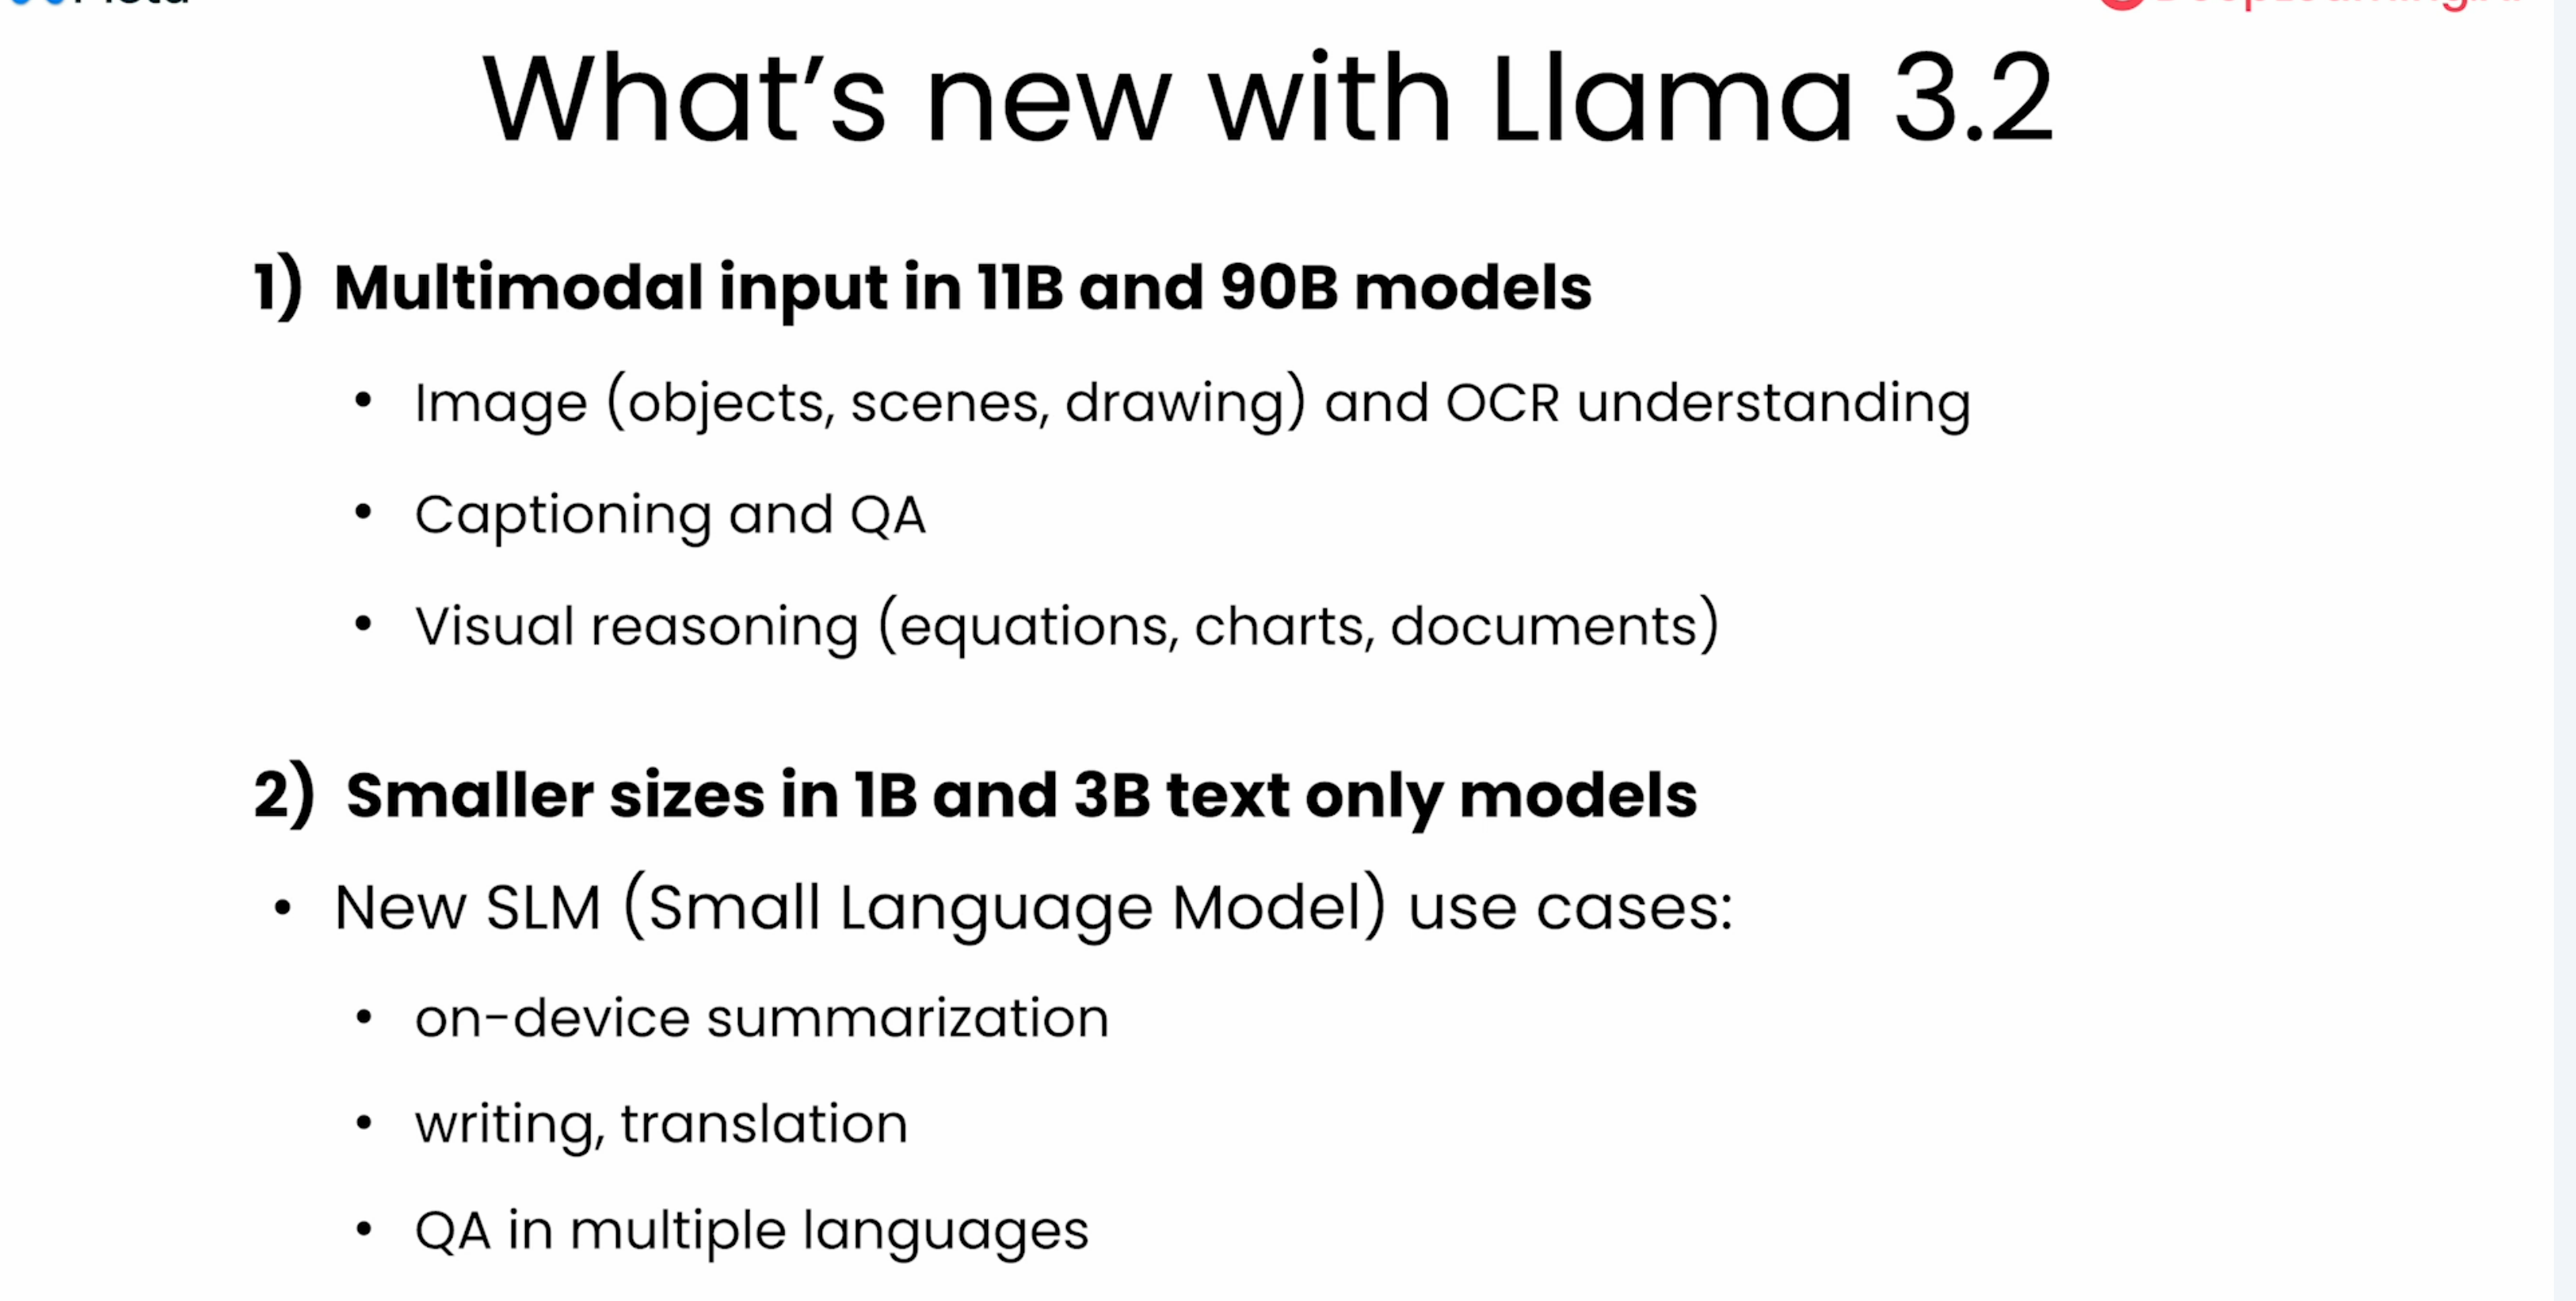 What’s new with Llama 3.2
1) Multimodal input in 11B and 90B models
• Image (objects, scenes, drawing) and OCR understanding
• Captioning and QA
• Visual reasoning (equations, charts, documents)
2) Smaller sizes in 1B and 3B text only models
• New SLM (Small Language Model) use cases:
• on-device summarization
• writing, translation
• QA in multiple languages